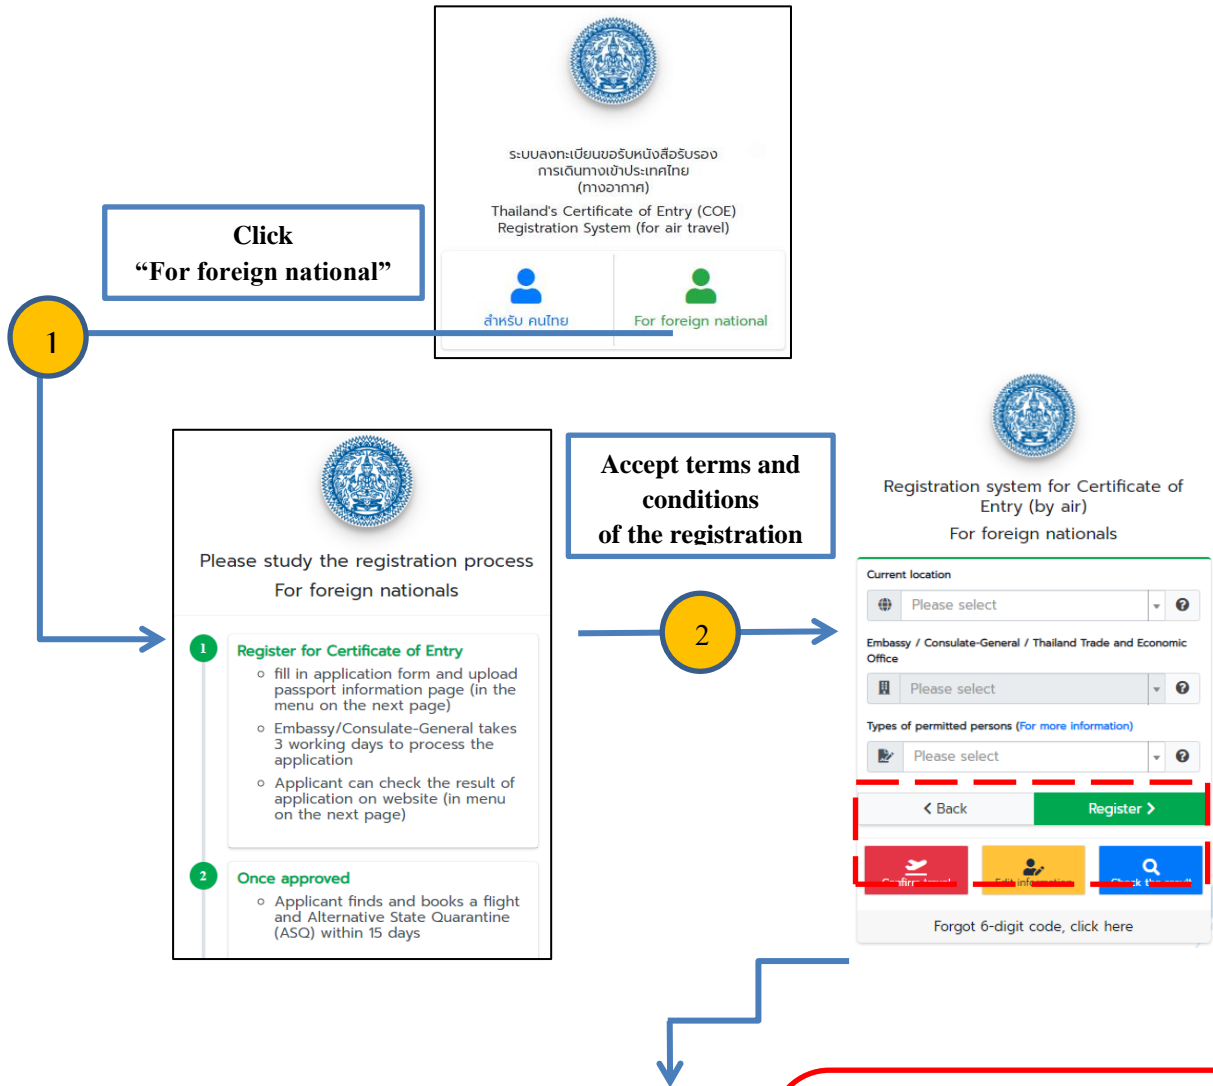 ระบบลงทะเบียนขอรับหนังสือรับรอง
การเดินทางเข้าประเทศไทย
(ทางอากาศ)
Thailand's Certificate of Entry (COE)
Registration System (for air travel)
Click
“For foreign national”
สำหรับ คนไทย
For foreign national
1
Please study the registration process
For foreign nationals
1
Register for Certificate of Entry
fill in application form and upload
passport information page (in the
menu on the next page)
Embassy/Consulate-General takes
3 working days to process the
application
Applicant can check the result of
application on website (in menu
on the next page)
2
Once approved
Applicant finds and books a flight
and Alternative State Quarantine
(ASQ) within 15 days
Accept terms and
conditions
of the registration
2
Registration system for Certificate of
Entry (by air)
For foreign nationals
Current location
Please select
Embassy / Consulate-General / Thailand Trade and Economic
Office
Please select
Types of permitted persons (For more information)
Please select
Back
Register
Confirm travel
Edit information
Check the result
Forgot 6-digit code, click here